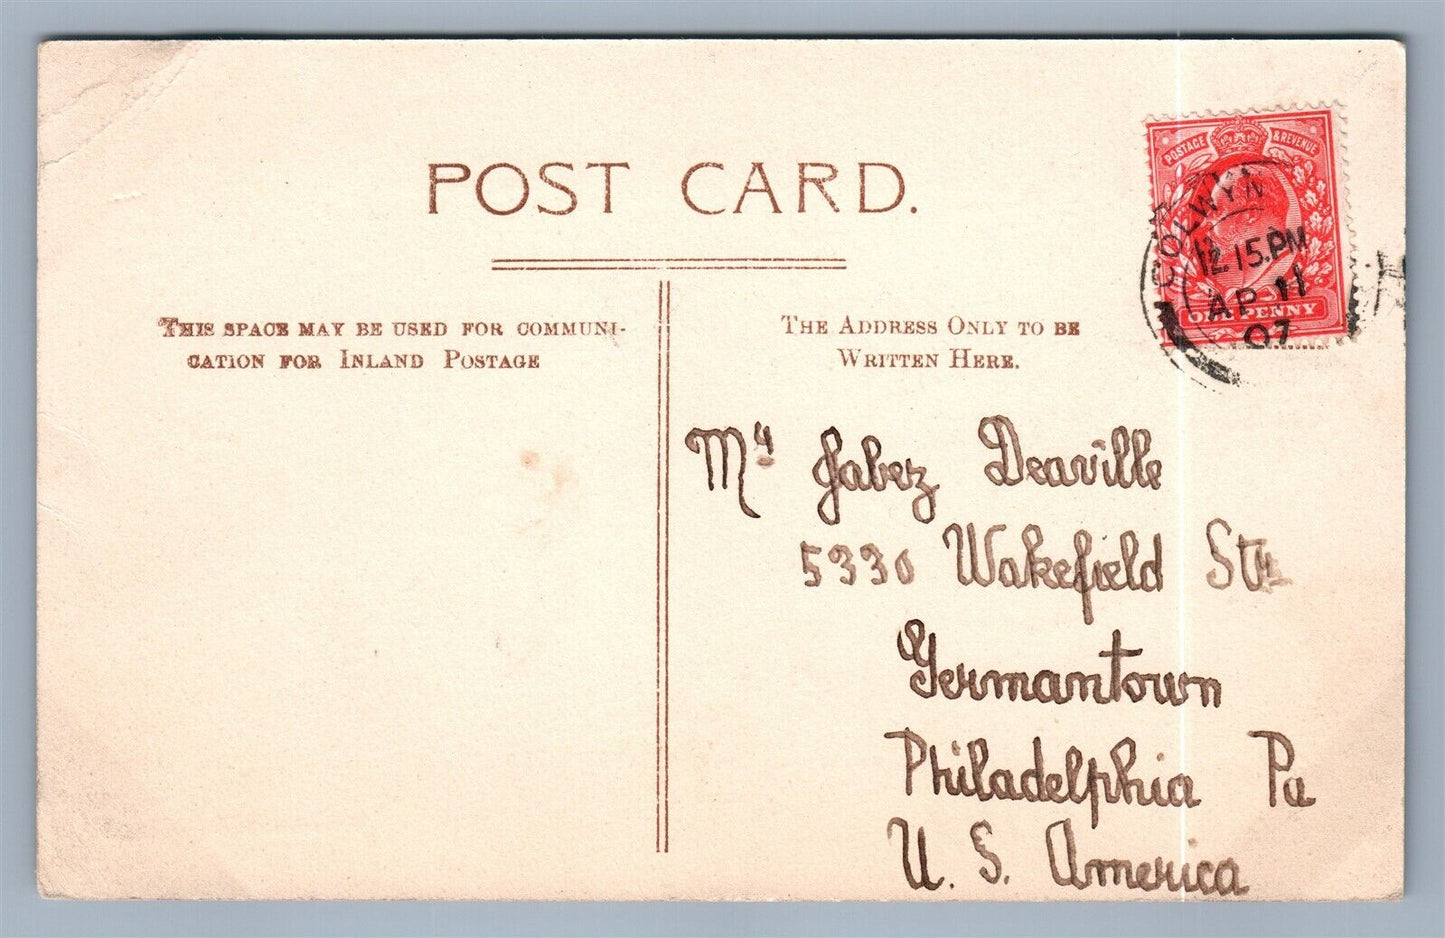 POST CARD.
THIS SPACE MAY BE USED FOR COMMUNI-
CATION FOR INLAND POSTAGE
THE ADDRESS ONLY TO BE
WRITTEN HERE.
POSTAGE & REVENUE
ONE PENNY
COLWYN
12.15.PM
AP 11
07
Mr Jabez Deaville
5330 Wakefield Str
Germantown
Philadelphia Pa
U. S. America